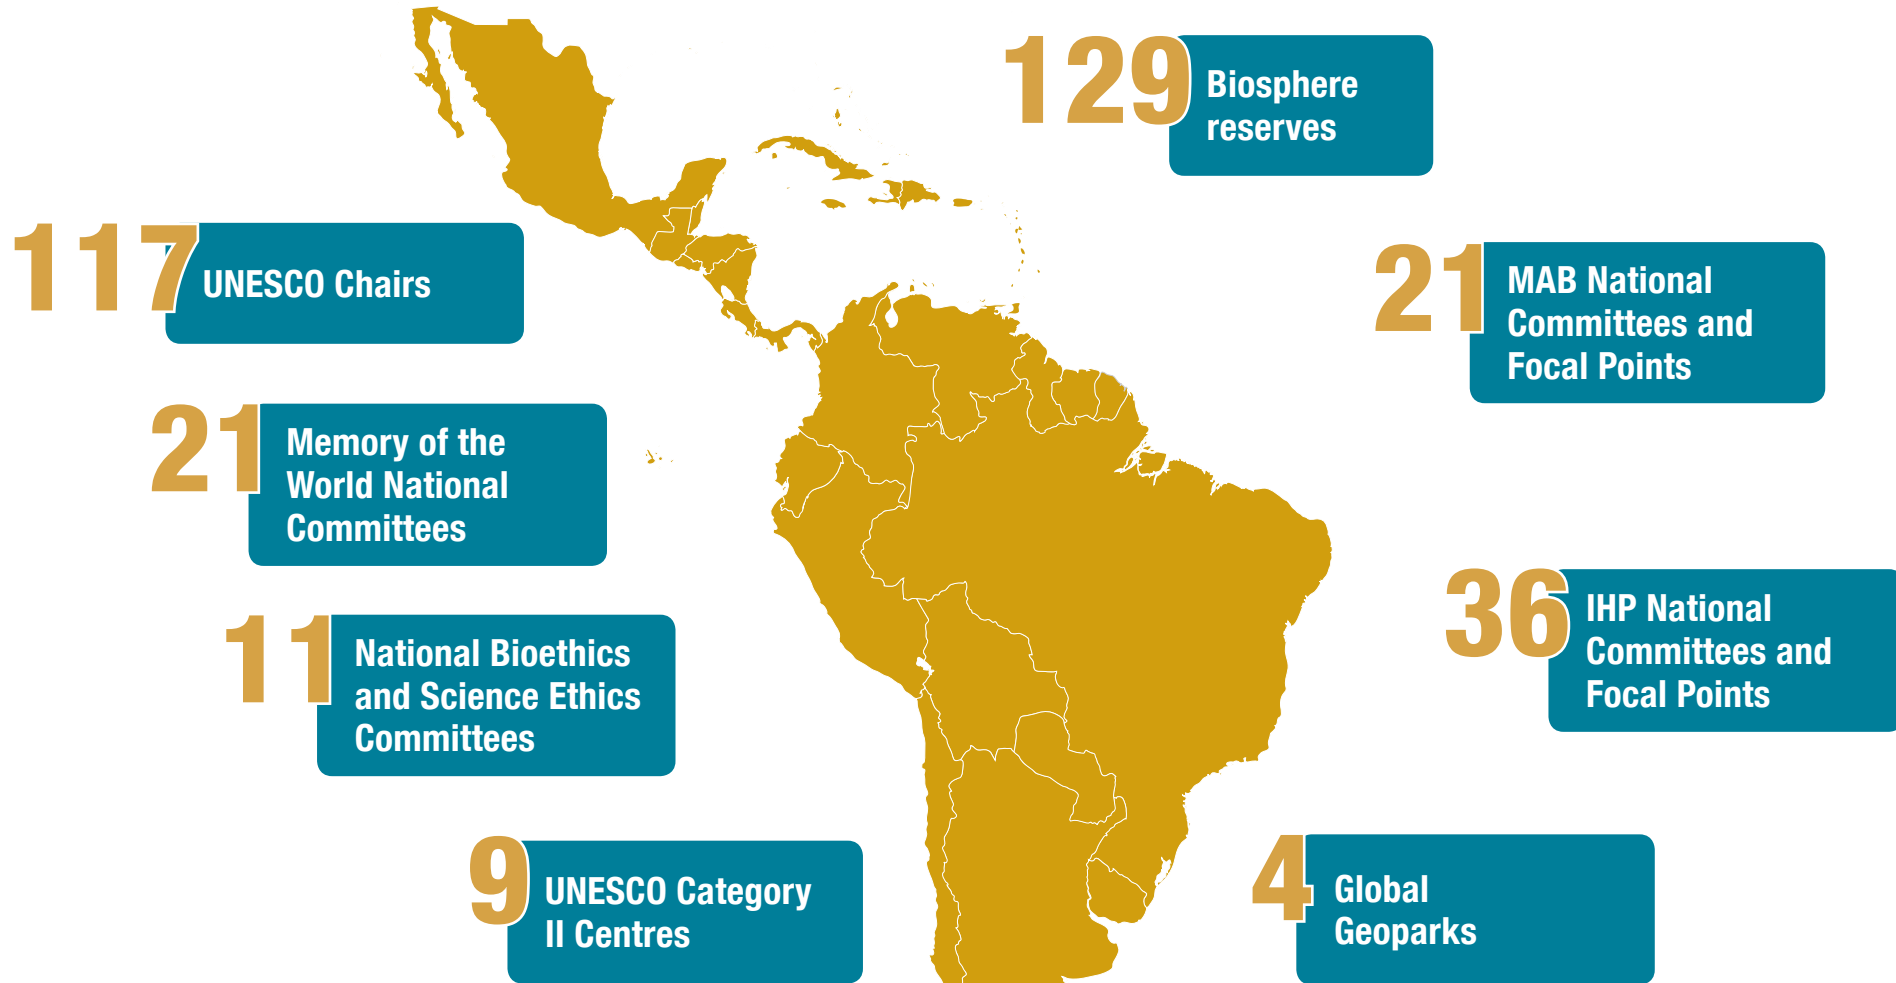 129
Biosphere
reserves
117
UNESCO Chairs
21
MAB National
Committees and
Focal Points
21
Memory of the
World National
Committees
36
IHP National
Committees and
Focal Points
11
National Bioethics
and Science Ethics
Committees
9
UNESCO Category
II Centres
4
Global
Geoparks